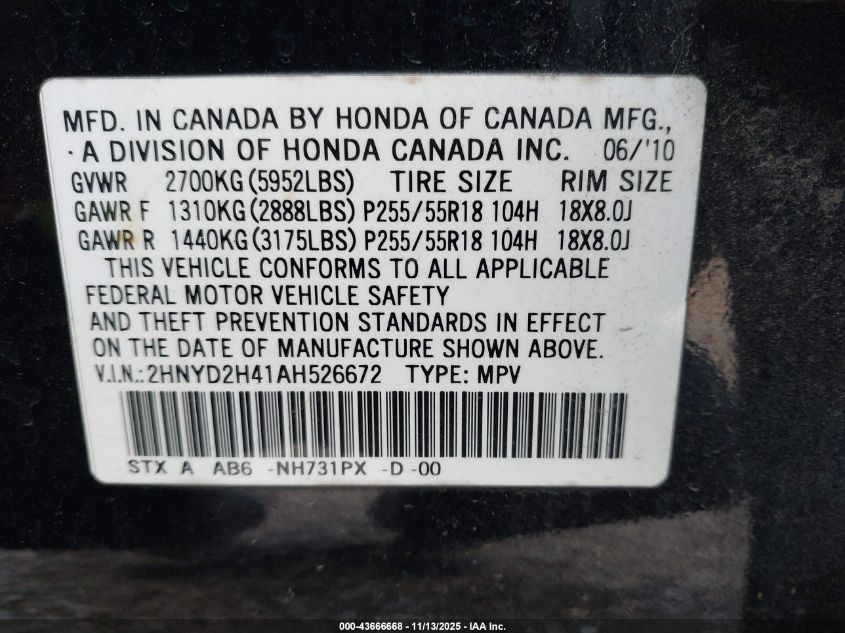 MFD. IN CANADA BY HONDA OF CANADA MFG.,
A DIVISION OF HONDA CANADA INC. 06/'10
GVWR 2700KG(5952LBS) TIRE SIZE RIM SIZE
GAWR F 1310KG(2888LBS) P255/55R18 104H 18X8.0J
GAWR R 1440KG(3175LBS) P255/55R18 104H 18X8.0J
THIS VEHICLE CONFORMS TO ALL APPLICABLE
FEDERAL MOTOR VEHICLE SAFETY
AND THEFT PREVENTION STANDARDS IN EFFECT
ON THE DATE OF MANUFACTURE SHOWN ABOVE.
V.I.N.:2HNYD2H41AH526672 TYPE: MPV
STX A AB6 -NH731PX -D -00
000-43666668 - 11/13/2025 - IAA Inc.